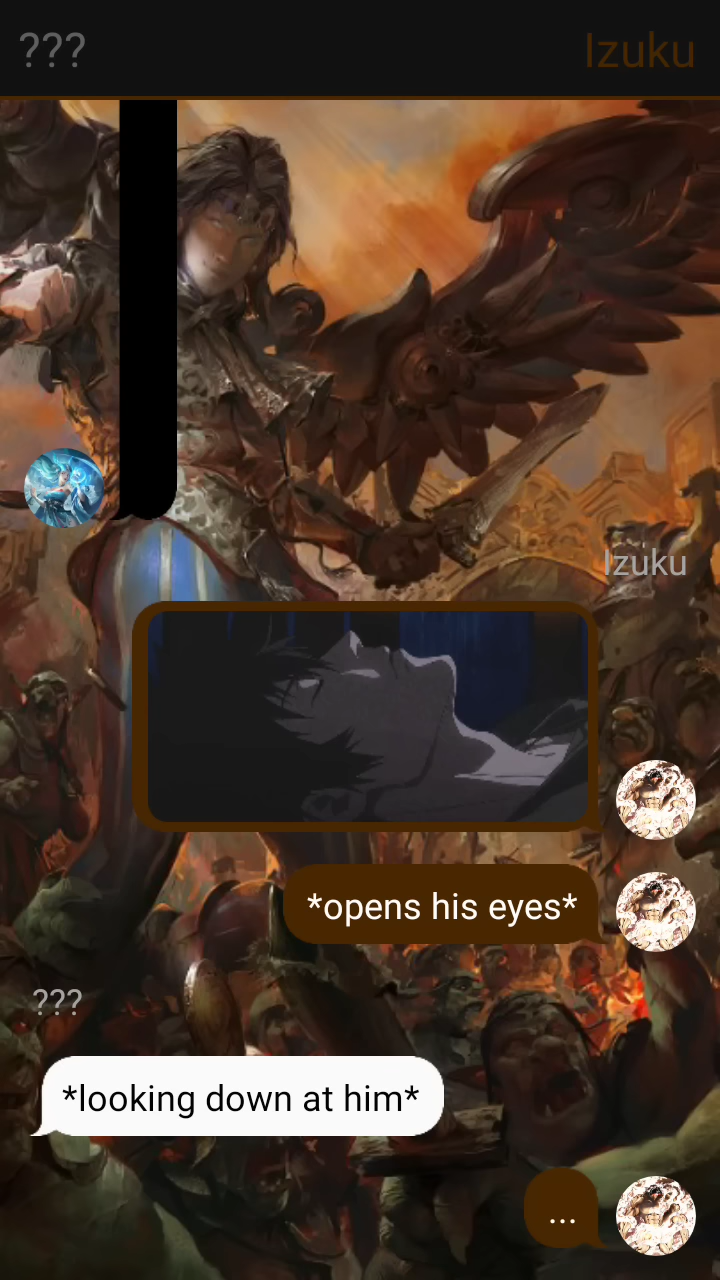 ???
Izuku
Izuku
*opens his eyes*
???
*looking down at him*
...